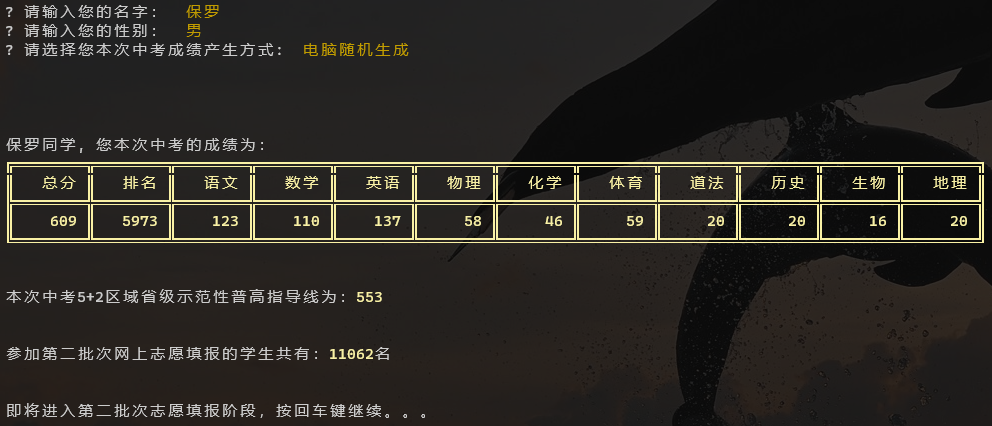 ? 请输入您的名字： 保罗
? 请输入您的性别： 男
? 请选择您本次中考成绩产生方式： 电脑随机生成
保罗同学，您本次中考的成绩为：
总分 排名 语文 数学 英语 物理 化学 体育 道法 历史 生物 地理
609 5973 123 110 137 58 46 59 20 20 16 20
本次中考5+2区域省级示范性普高指导线为：553
参加第二批次网上志愿填报的学生共有：11062名
即将进入第二批次志愿填报阶段，按回车键继续。。。